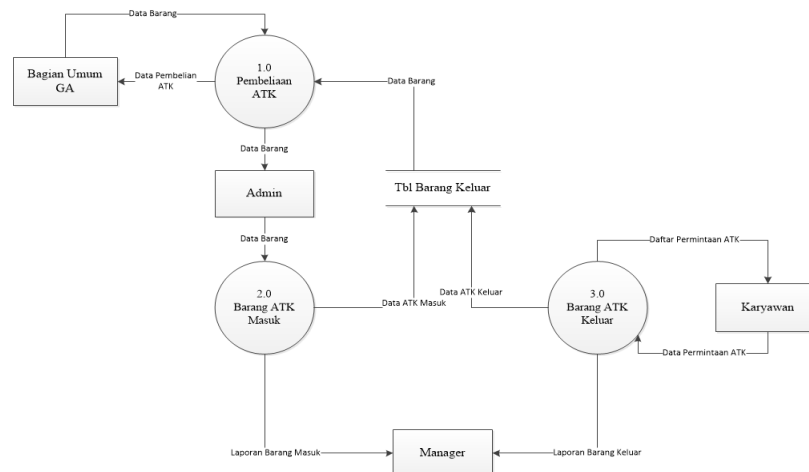 Data Barang
Bagian Umum
GA
Data Pembelian
ATK
1.0
Pembeliaan
ATK
Data Barang
Data Barang
Admin
Tbl Barang Keluar
Data Barang
Daftar Permintaan ATK
2.0
Barang ATK
Masuk
Data ATK Masuk
Data ATK Keluar
3.0
Barang ATK
Keluar
Karyawan
Data Permintaan ATK
Laporan Barang Masuk
Manager
Laporan Barang Keluar